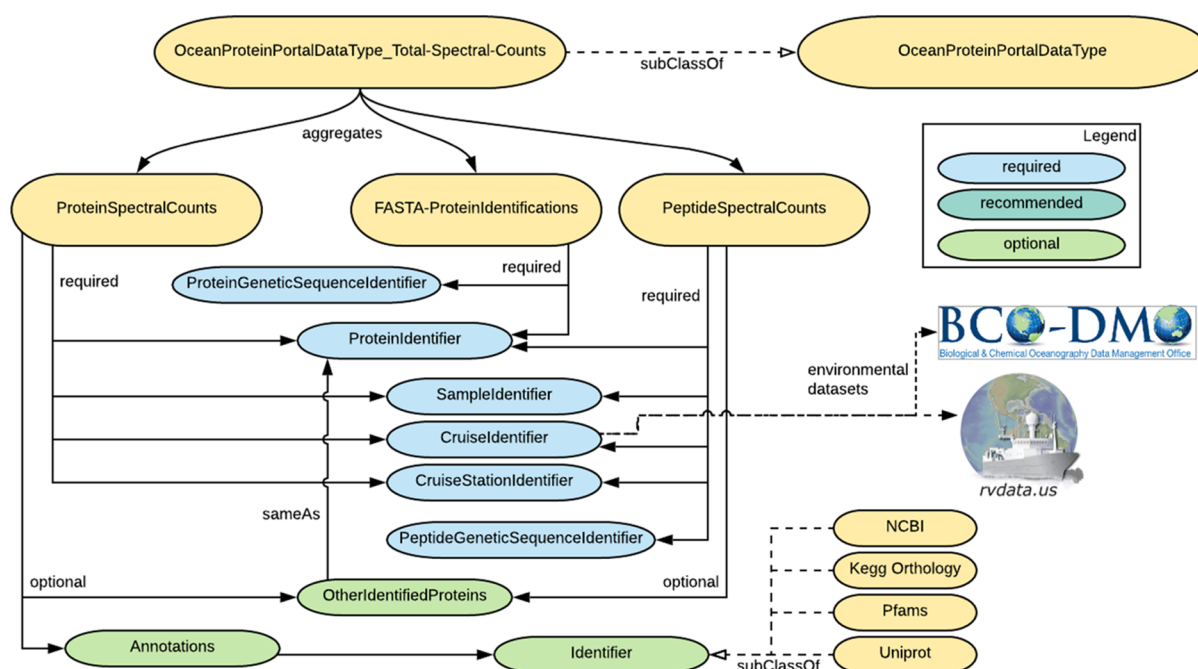 OceanProteinPortalDataType_Total-Spectral-Counts
OceanProteinPortalDataType
subClassOf
aggregates
Legend
required
recommended
optional
ProteinSpectralCounts
FASTA-ProteinIdentifications
PeptideSpectralCounts
required
required
required
ProteinGeneticSequenceIdentifier
ProteinIdentifier
BCO-DMO
Biological & Chemical Oceanography Data Management Office
environmental
datasets
SampleIdentifier
CruiseIdentifier
CruiseStationIdentifier
rvdata.us
sameAs
PeptideGeneticSequenceIdentifier
NCBI
Kegg Orthology
optional
OtherIdentifiedProteins
optional
Pfams
Annotations
Identifier
Uniprot
subClassOf